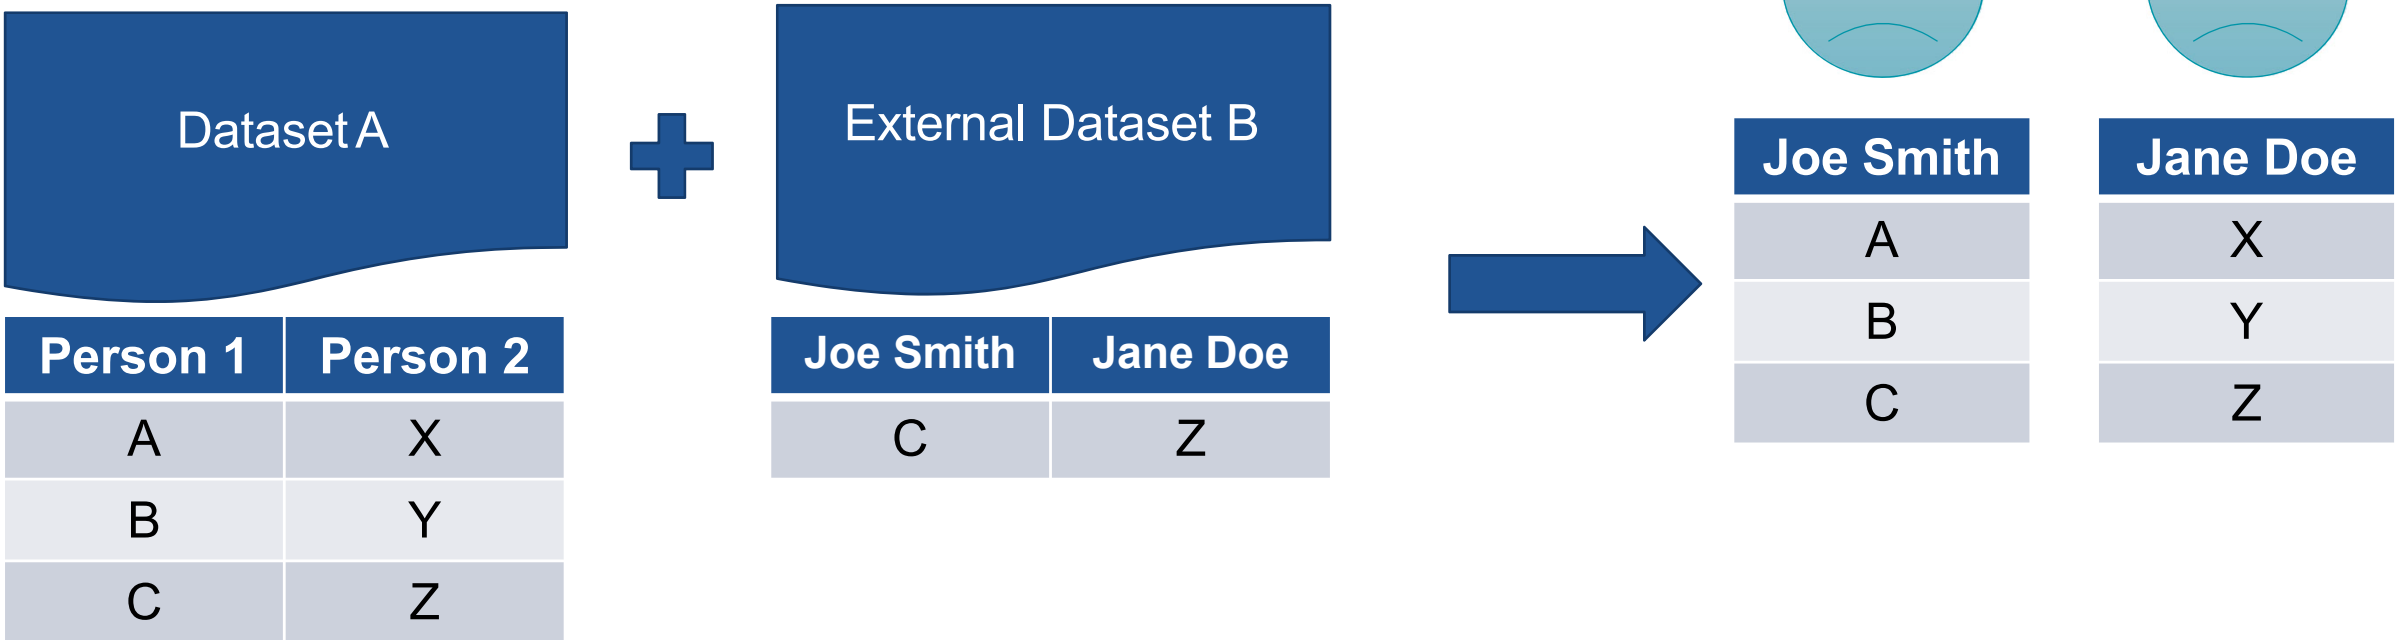 Dataset A
Person 1 Person 2
A X
B Y
C Z
External Dataset B
Joe Smith Jane Doe
C Z
Joe Smith
A
B
C
Jane Doe
X
Y
Z